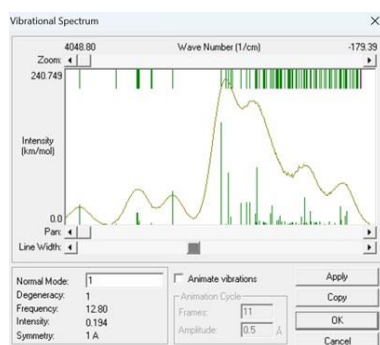 Vibrational Spectrum
4048.80 Wave Number (1/cm) -179.39
Zoom:
240.749
Intensity
(km/mol)
0.0
Pan:
Line Width:
Normal Mode: 1
Degeneracy: 1
Frequency: 12.80
Intensity: 0.194
Symmetry: 1 A
Animate vibrations
Animation Cycle
Frames: 11
Amplitude: 0.5 Å
Apply
Copy
OK
Cancel